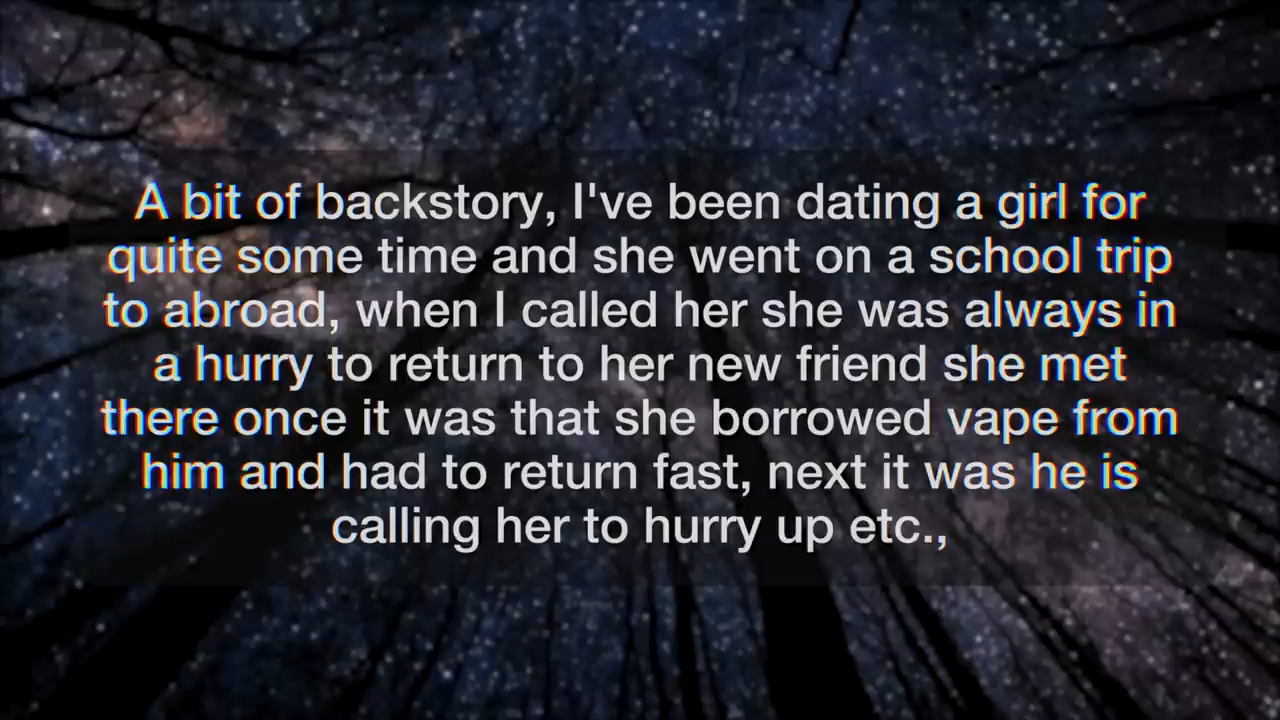 A bit of backstory, I've been dating a girl for
quite some time and she went on a school trip
to abroad, when I called her she was always in
a hurry to return to her new friend she met
there once it was that she borrowed vape from
him and had to return fast, next it was he is
calling her to hurry up etc.,